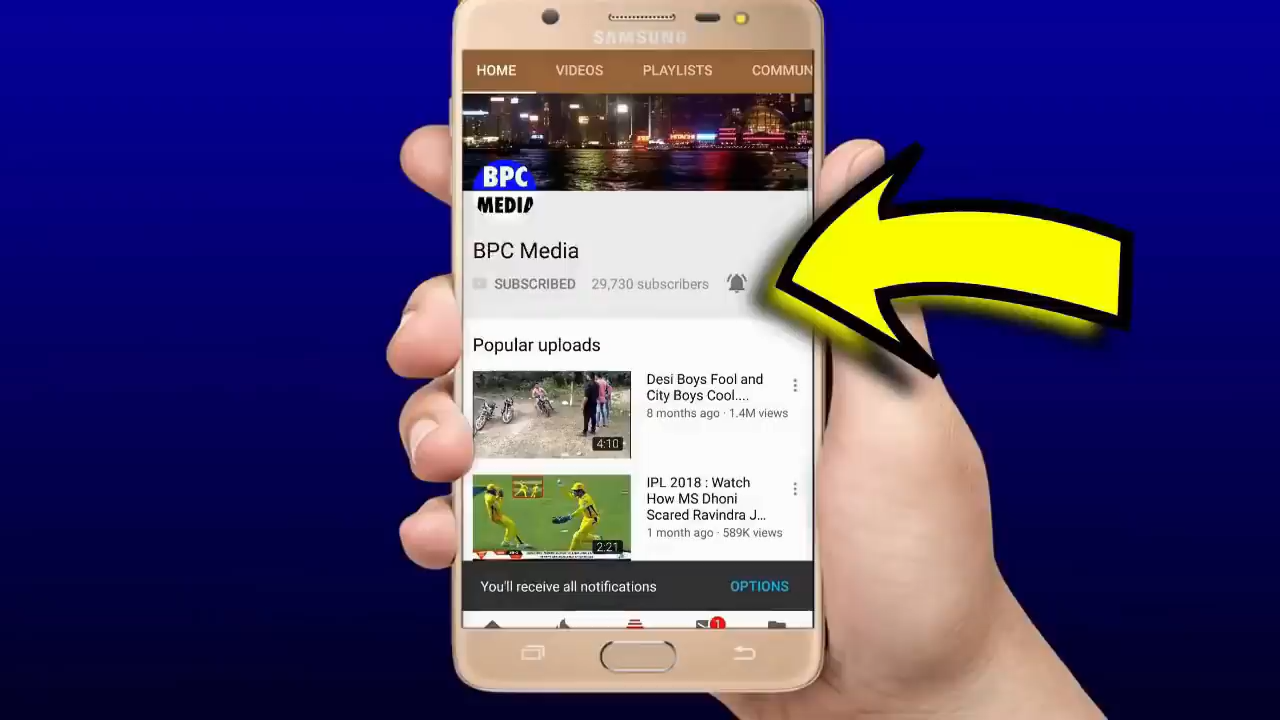 SAMSUNG
HOME VIDEOS PLAYLISTS COMMUN
HITACHI
BPC
MEDIA
BPC Media
SUBSCRIBED 29,730 subscribers
Popular uploads
Desi Boys Fool and
City Boys Cool....
8 months ago · 1.4M views
4:10
IPL 2018 : Watch
How MS Dhoni
Scared Ravindra J...
1 month ago · 589K views
2:21
You'll receive all notifications OPTIONS
1